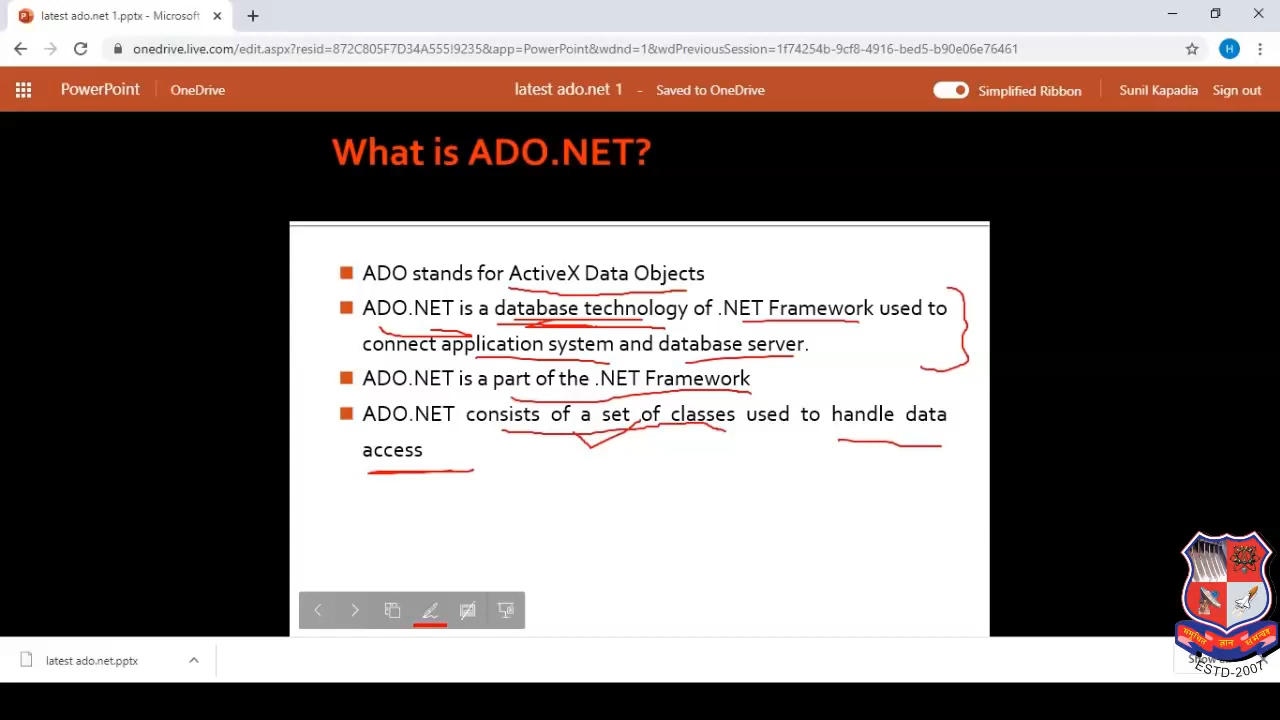 latest ado.net 1.pptx - Microsoft
onedrive.live.com/edit.aspx?resid=872C805F7D34A555!9235&app=PowerPoint&wdnd=1&wdPreviousSession=1f74254b-9cf8-4916-bed5-b90e06e76461
H
PowerPoint OneDrive latest ado.net 1 - Saved to OneDrive Simplified Ribbon Sunil Kapadia Sign out
What is ADO.NET?
ADO stands for ActiveX Data Objects
ADO.NET is a database technology of .NET Framework used to
connect application system and database server.
ADO.NET is a part of the .NET Framework
ADO.NET consists of a set of classes used to handle data
access
latest ado.net.pptx
ESTD-2007